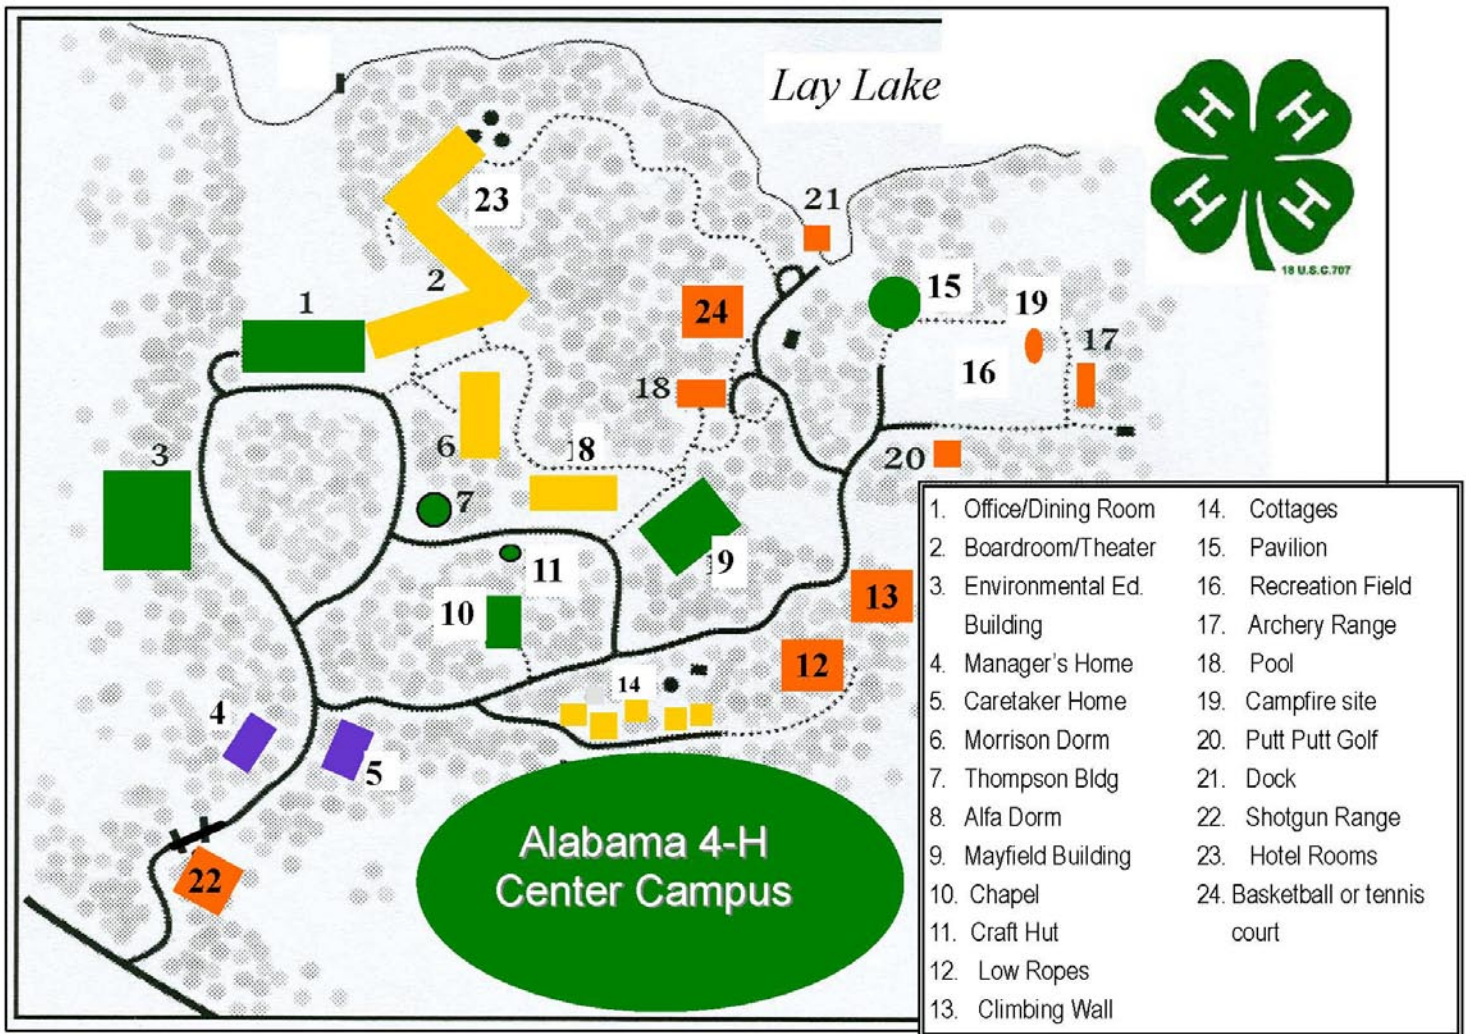 Lay Lake
H H
H H
18 U.S.C.707
23
21
2
1
24
15
19
17
18
16
6
8
3
20
7
9
11
10
13
12
14
4
5
22
Alabama 4-H
Center Campus
1. Office/Dining Room
2. Boardroom/Theater
3. Environmental Ed.
Building
4. Manager's Home
5. Caretaker Home
6. Morrison Dorm
7. Thompson Bldg
8. Alfa Dorm
9. Mayfield Building
10. Chapel
11. Craft Hut
12. Low Ropes
13. Climbing Wall
14. Cottages
15. Pavilion
16. Recreation Field
17. Archery Range
18. Pool
19. Campfire site
20. Putt Putt Golf
21. Dock
22. Shotgun Range
23. Hotel Rooms
24. Basketball or tennis
court